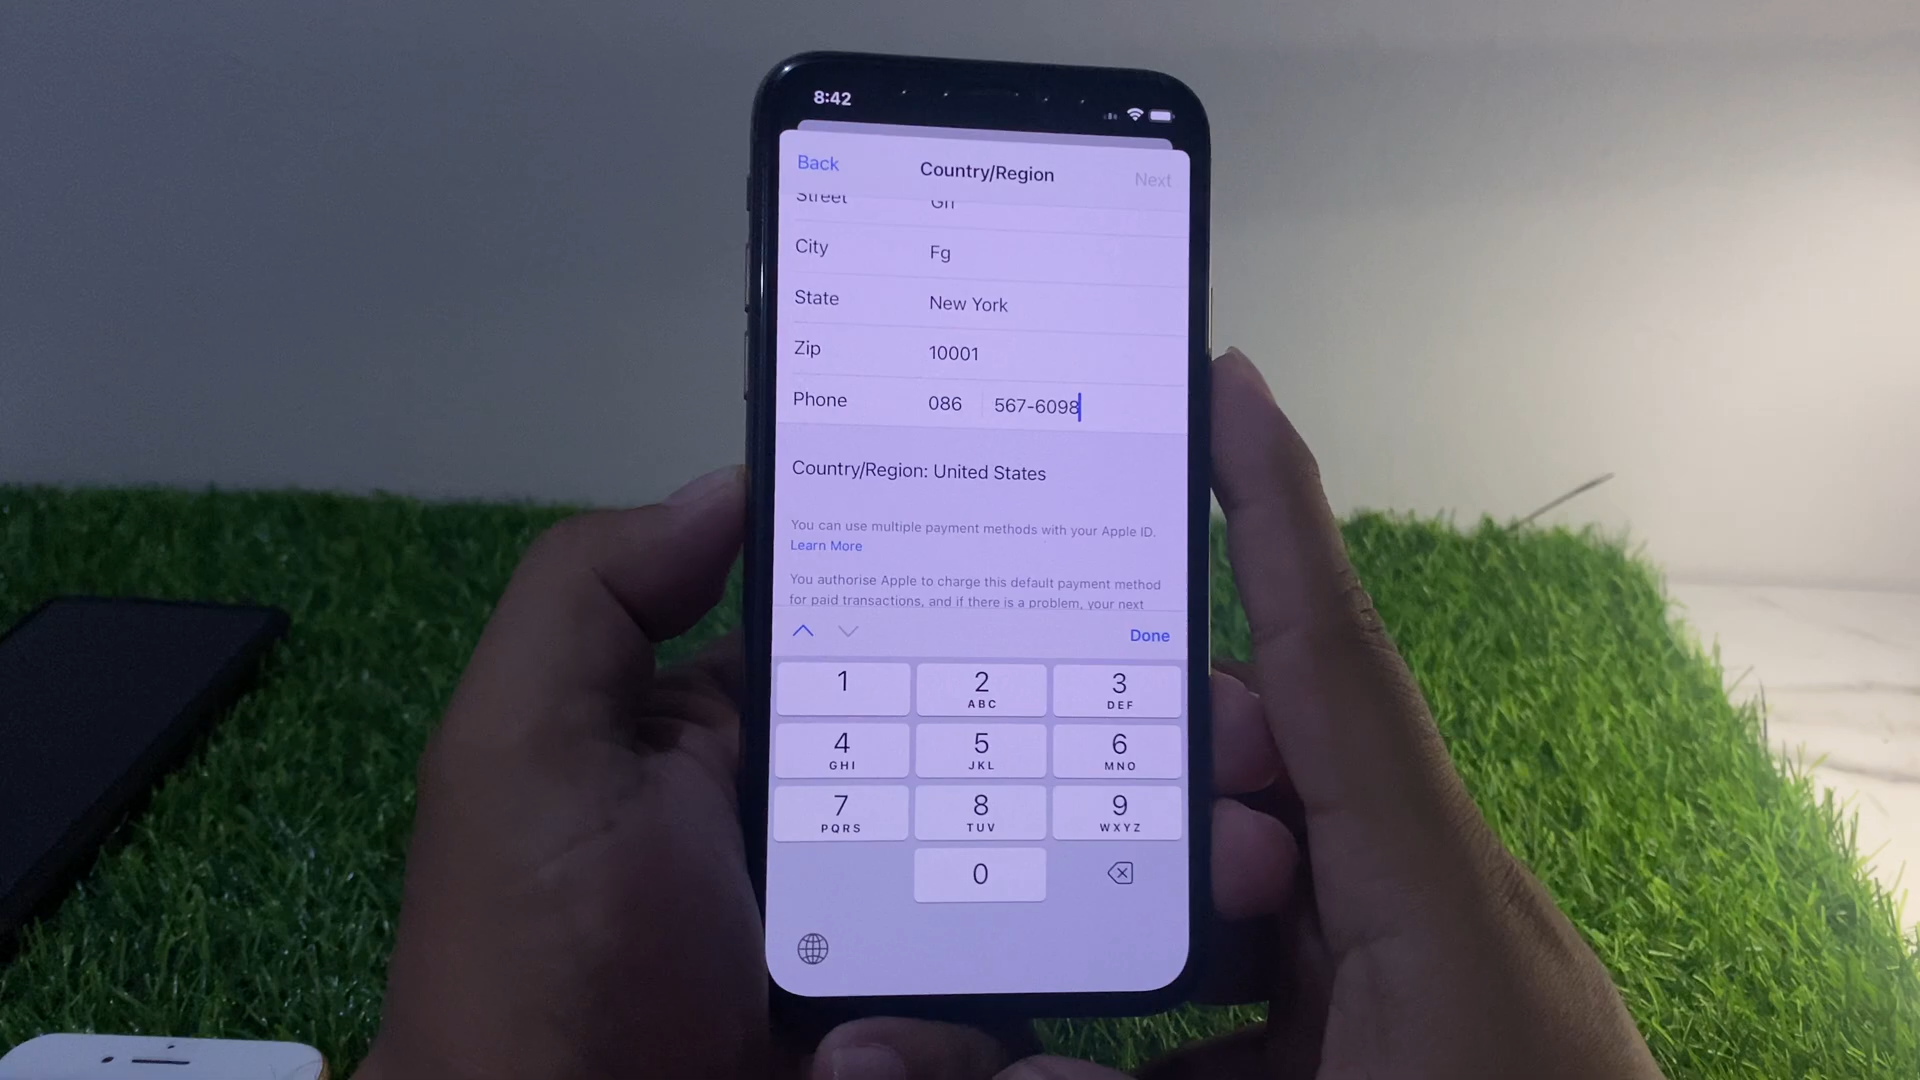 8:42
Back Country/Region Next
Street
City Fg
State New York
Zip 10001
Phone 086 567-6098
Country/Region: United States
You can use multiple payment methods with your Apple ID.
Learn More
You authorise Apple to charge this default payment method
for paid transactions, and if there is a problem, your next
Done
1 2 3
ABC DEF
4 5 6
GHI JKL MNO
7 8 9
PQRS TUV WXYZ
0